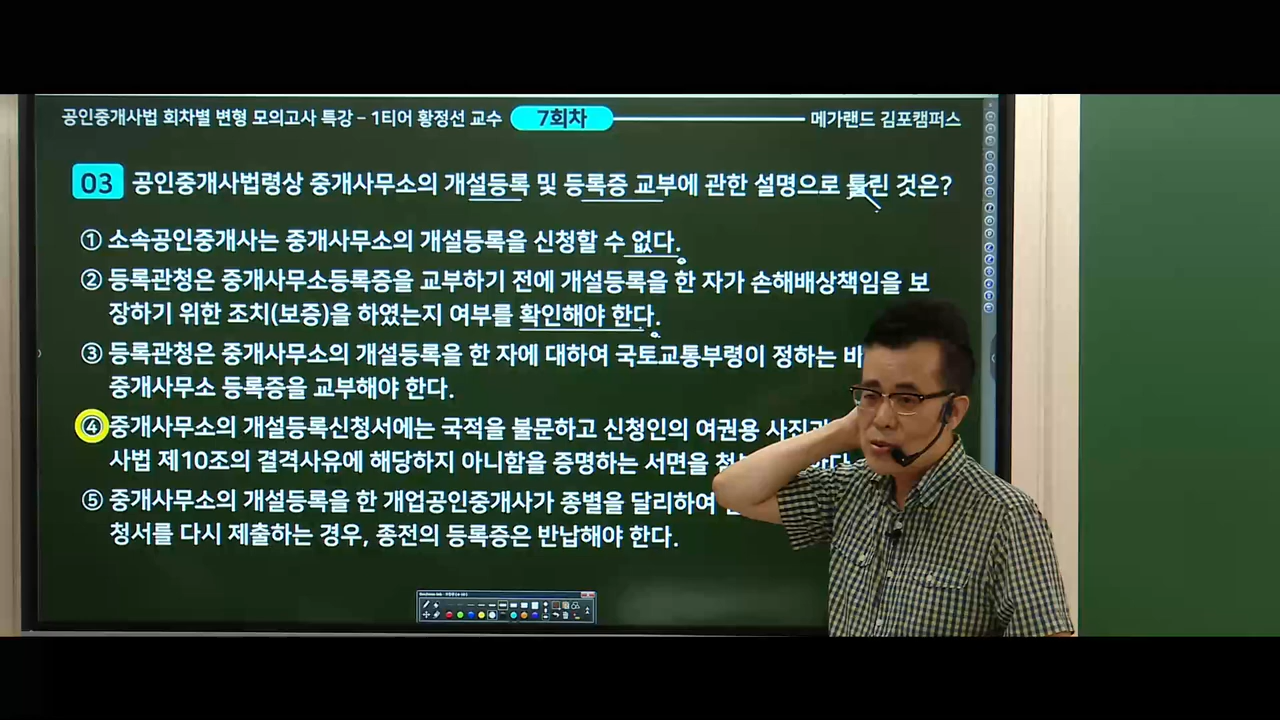 공인중개사법 회차별 변형 모의고사 특강 – 1티어 황정선 교수 7회차 메가랜드 김포캠퍼스
03 공인중개사법령상 중개사무소의 개설등록 및 등록증 교부에 관한 설명으로 틀린 것은?
① 소속공인중개사는 중개사무소의 개설등록을 신청할 수 없다.
② 등록관청은 중개사무소등록증을 교부하기 전에 개설등록을 한 자가 손해배상책임을 보
장하기 위한 조치(보증)을 하였는지 여부를 확인해야 한다.
③ 등록관청은 중개사무소의 개설등록을 한 자에 대하여 국토교통부령이 정하는 바
중개사무소 등록증을 교부해야 한다.
④ 중개사무소의 개설등록신청서에는 국적을 불문하고 신청인의 여권용 사진
사법 제10조의 결격사유에 해당하지 아니함을 증명하는 서면을
⑤ 중개사무소의 개설등록을 한 개업공인중개사가 종별을 달리하여
청서를 다시 제출하는 경우, 종전의 등록증은 반납해야 한다.